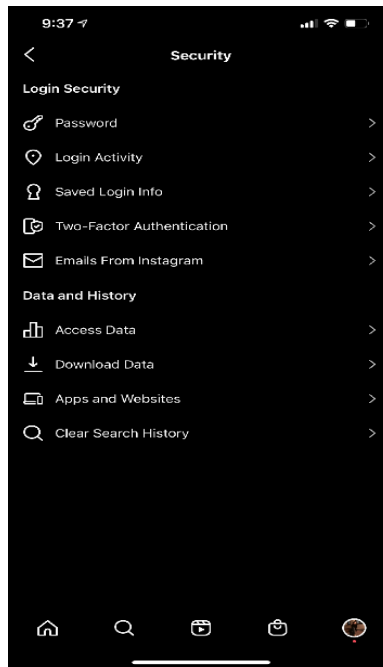 9:37
Security
Login Security
Password
Login Activity
Saved Login Info
Two-Factor Authentication
Emails From Instagram
Data and History
Access Data
Download Data
Apps and Websites
Clear Search History